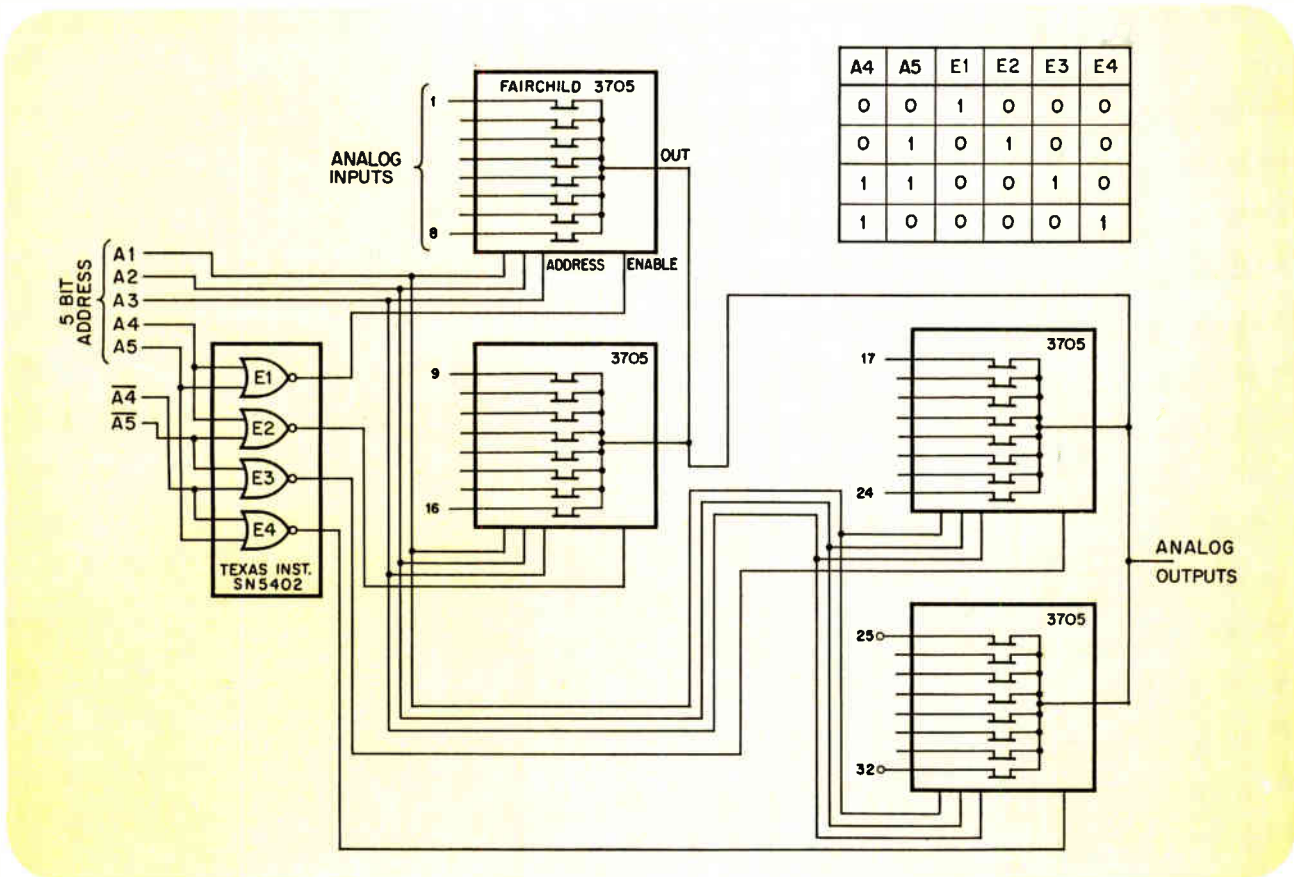 A4 A5 E1 E2 E3 E4
0 0 1 0 0 0
0 1 0 1 0 0
1 1 0 0 1 0
1 0 0 0 0 1
FAIRCHILD 3705
1
ANALOG
INPUTS
OUT
8
ADDRESS
ENABLE
5 BIT
ADDRESS
A1
A2
A3
A4
A5
A̅4̅
A̅5̅
E1
E2
E3
E4
TEXAS INST.
SN5402
3705
9
16
3705
17
24
ANALOG
OUTPUTS
3705
25
32